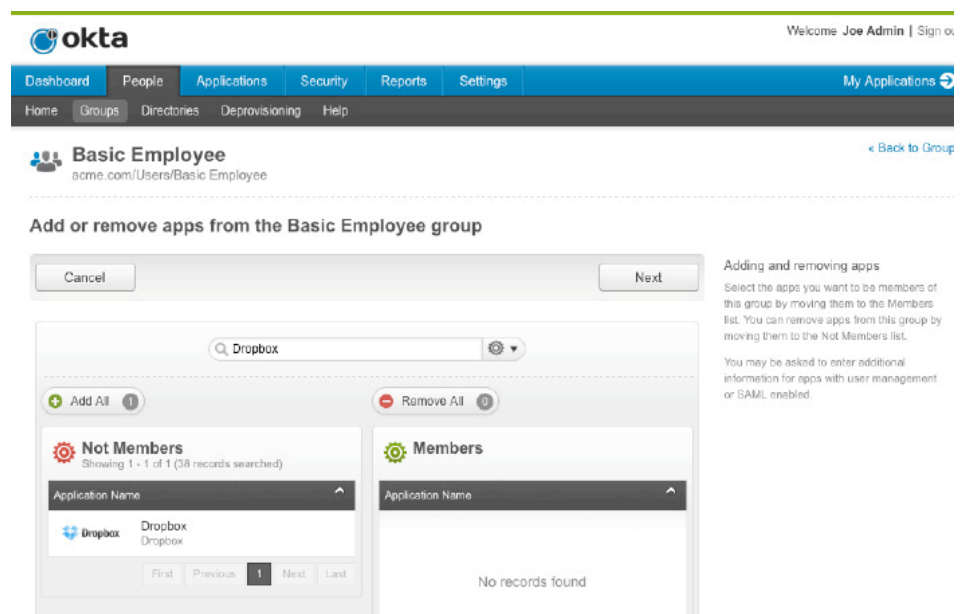 okta
Welcome Joe Admin | Sign
Dashboard People Applications Security Reports Settings My Applications
Home Groups Directories Deprovisioning Help
Basic Employee
« Back to Group
acme.com/Users/Basic Employee
Add or remove apps from the Basic Employee group
Cancel
Next
Adding and removing apps
Select the apps you want to be members of
this group by moving them to the Members
list. You can remove apps from this group by
moving them to the Not Members list.
You may be asked to enter additional
information for apps with user management
or SAML enabled.
Dropbox
Add All 1
Remove All 0
Not Members
Showing 1 - 1 of 1 (38 records searched)
Application Name
Dropbox
Dropbox
Dropbox
First Previous 1 Next Last
Members
Application Name
No records found